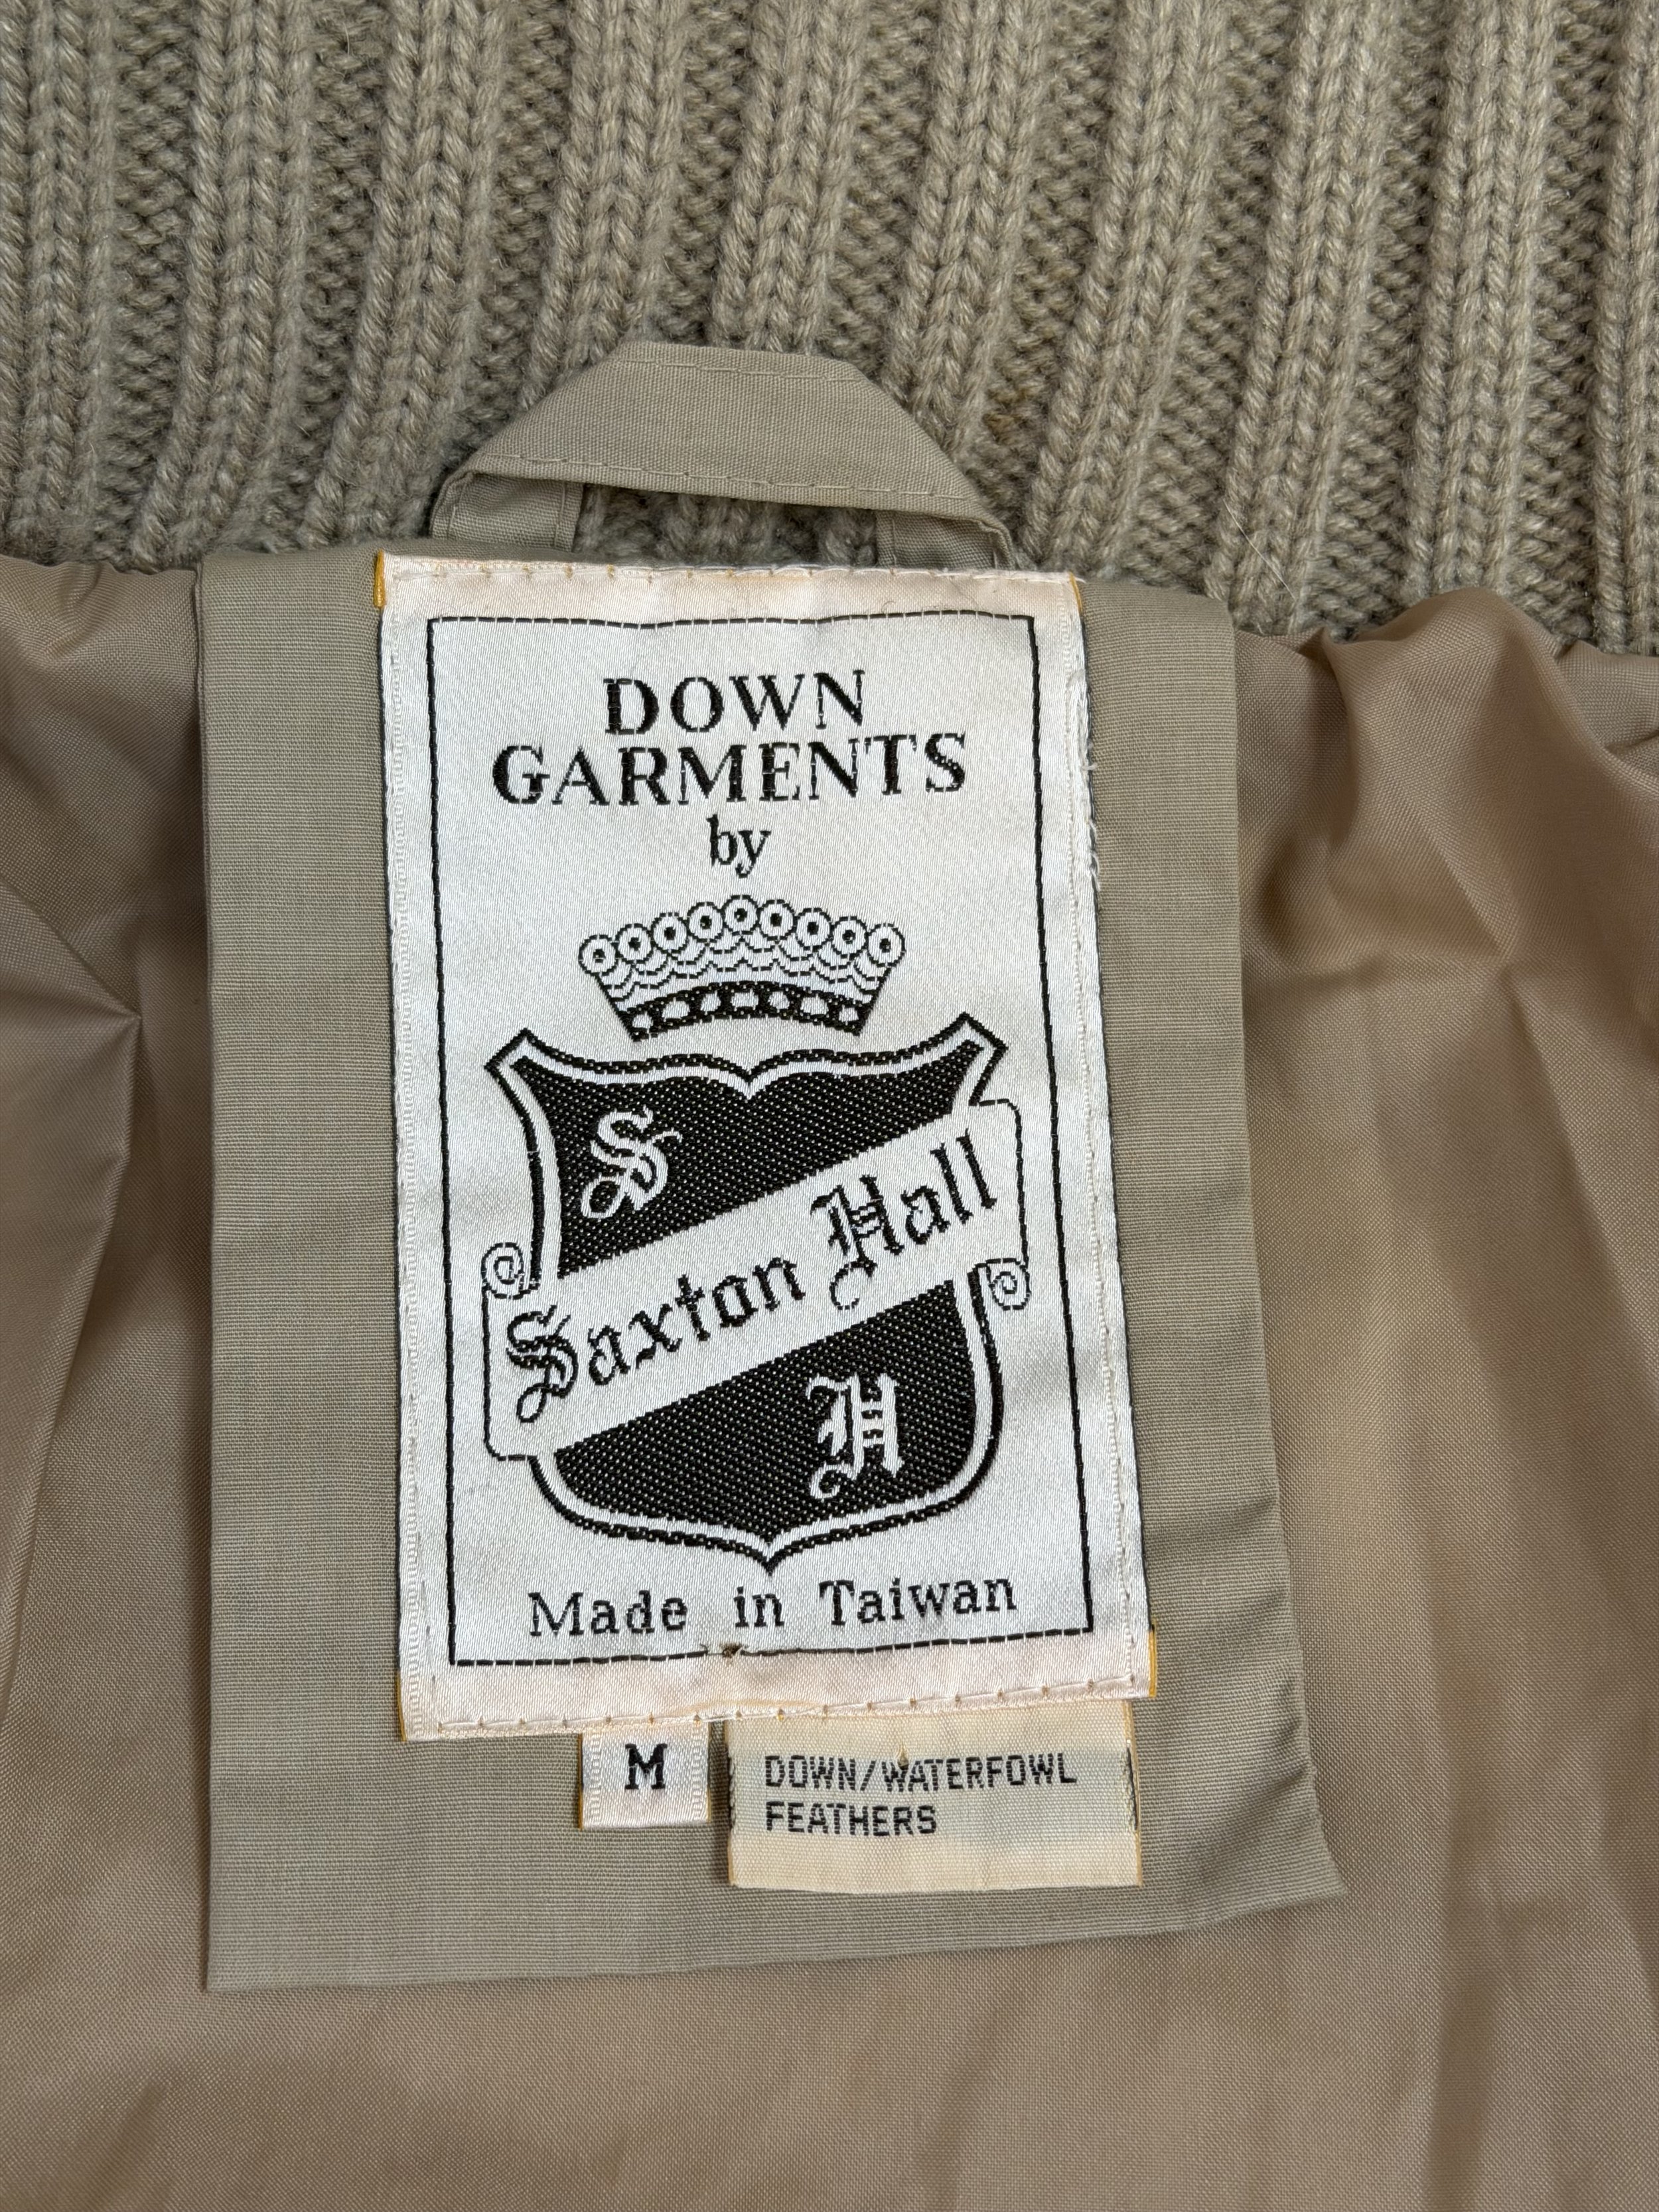 DOWN
GARMENTS
by
S
Saxton Hall
H
Made in Taiwan
M
DOWN/WATERFOWL
FEATHERS